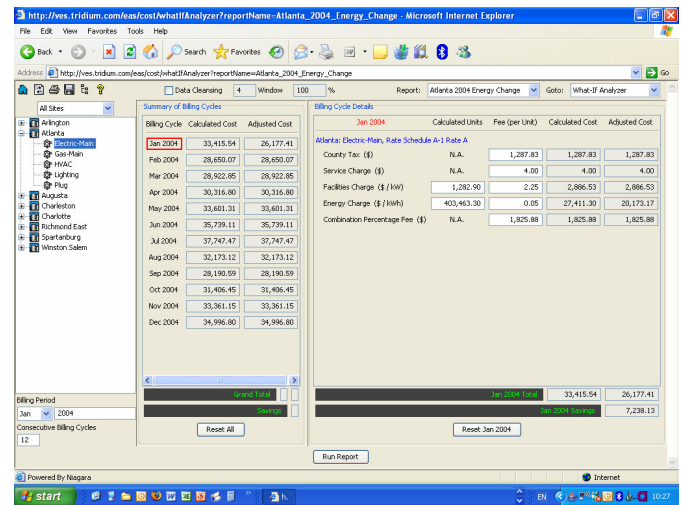 http://ves.tridium.com/eas/cost/whatIfAnalyzer?reportName=Atlanta_2004_Energy_Change - Microsoft Internet Explorer
File Edit View Favorites Tools Help
Back Search Favorites
Address http://ves.tridium.com/eas/cost/whatIfAnalyzer?reportName=Atlanta_2004_Energy_Change Go
Data Cleansing 4 Window 100 % Report: Atlanta 2004 Energy Change Goto: What-If Analyzer
All Sites
Arlington
Atlanta
Electric-Main
Gas-Main
HVAC
Lighting
Plug
Augusta
Charleston
Charlotte
Richmond East
Spartanburg
Winston Salem
Billing Period
Jan 2004
Consecutive Billing Cycles
12
Summary of Billing Cycles
Billing Cycle Calculated Cost Adjusted Cost
Jan 2004 33,415.54 26,177.41
Feb 2004 28,650.07 28,650.07
Mar 2004 28,922.85 28,922.85
Apr 2004 30,316.80 30,316.80
May 2004 33,601.31 33,601.31
Jun 2004 35,739.11 35,739.11
Jul 2004 37,747.47 37,747.47
Aug 2004 32,173.12 32,173.12
Sep 2004 28,190.59 28,190.59
Oct 2004 31,406.45 31,406.45
Nov 2004 33,361.15 33,361.15
Dec 2004 34,996.80 34,996.80
Grand Total
Savings
Reset All
Billing Cycle Details
Jan 2004 Calculated Units Fee (per Unit) Calculated Cost Adjusted Cost
Atlanta: Electric-Main, Rate Schedule A-1 Rate A
County Tax ($) N.A. 1,287.83 1,287.83 1,287.83
Service Charge ($) N.A. 4.00 4.00 4.00
Facilities Charge ($ / kW) 1,282.90 2.25 2,886.53 2,886.53
Energy Charge ($ / kWh) 403,463.30 0.05 27,411.30 20,173.17
Combination Percentage Fee ($) N.A. 1,825.88 1,825.88 1,825.88
Jan 2004 Total 33,415.54 26,177.41
Jan 2004 Savings 7,238.13
Reset Jan 2004
Run Report
Powered By Niagara Internet
start h. EN 10:27